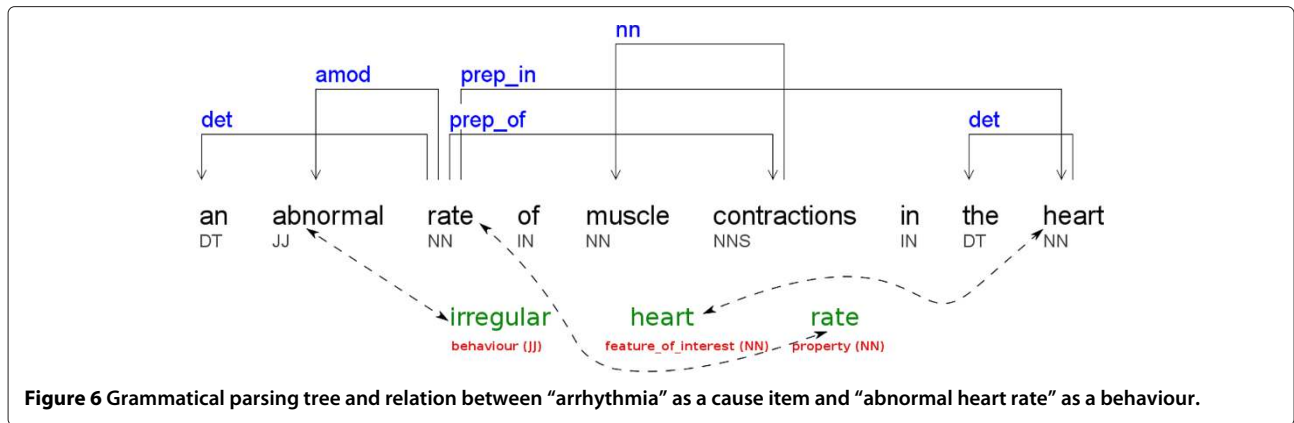 nn
amod prep_in
det prep_of det
an abnormal rate of muscle contractions in the heart
DT JJ NN IN NN NNS IN DT NN
irregular heart rate
behaviour (JJ) feature_of_interest (NN) property (NN)
Figure 6 Grammatical parsing tree and relation between “arrhythmia” as a cause item and “abnormal heart rate” as a behaviour.